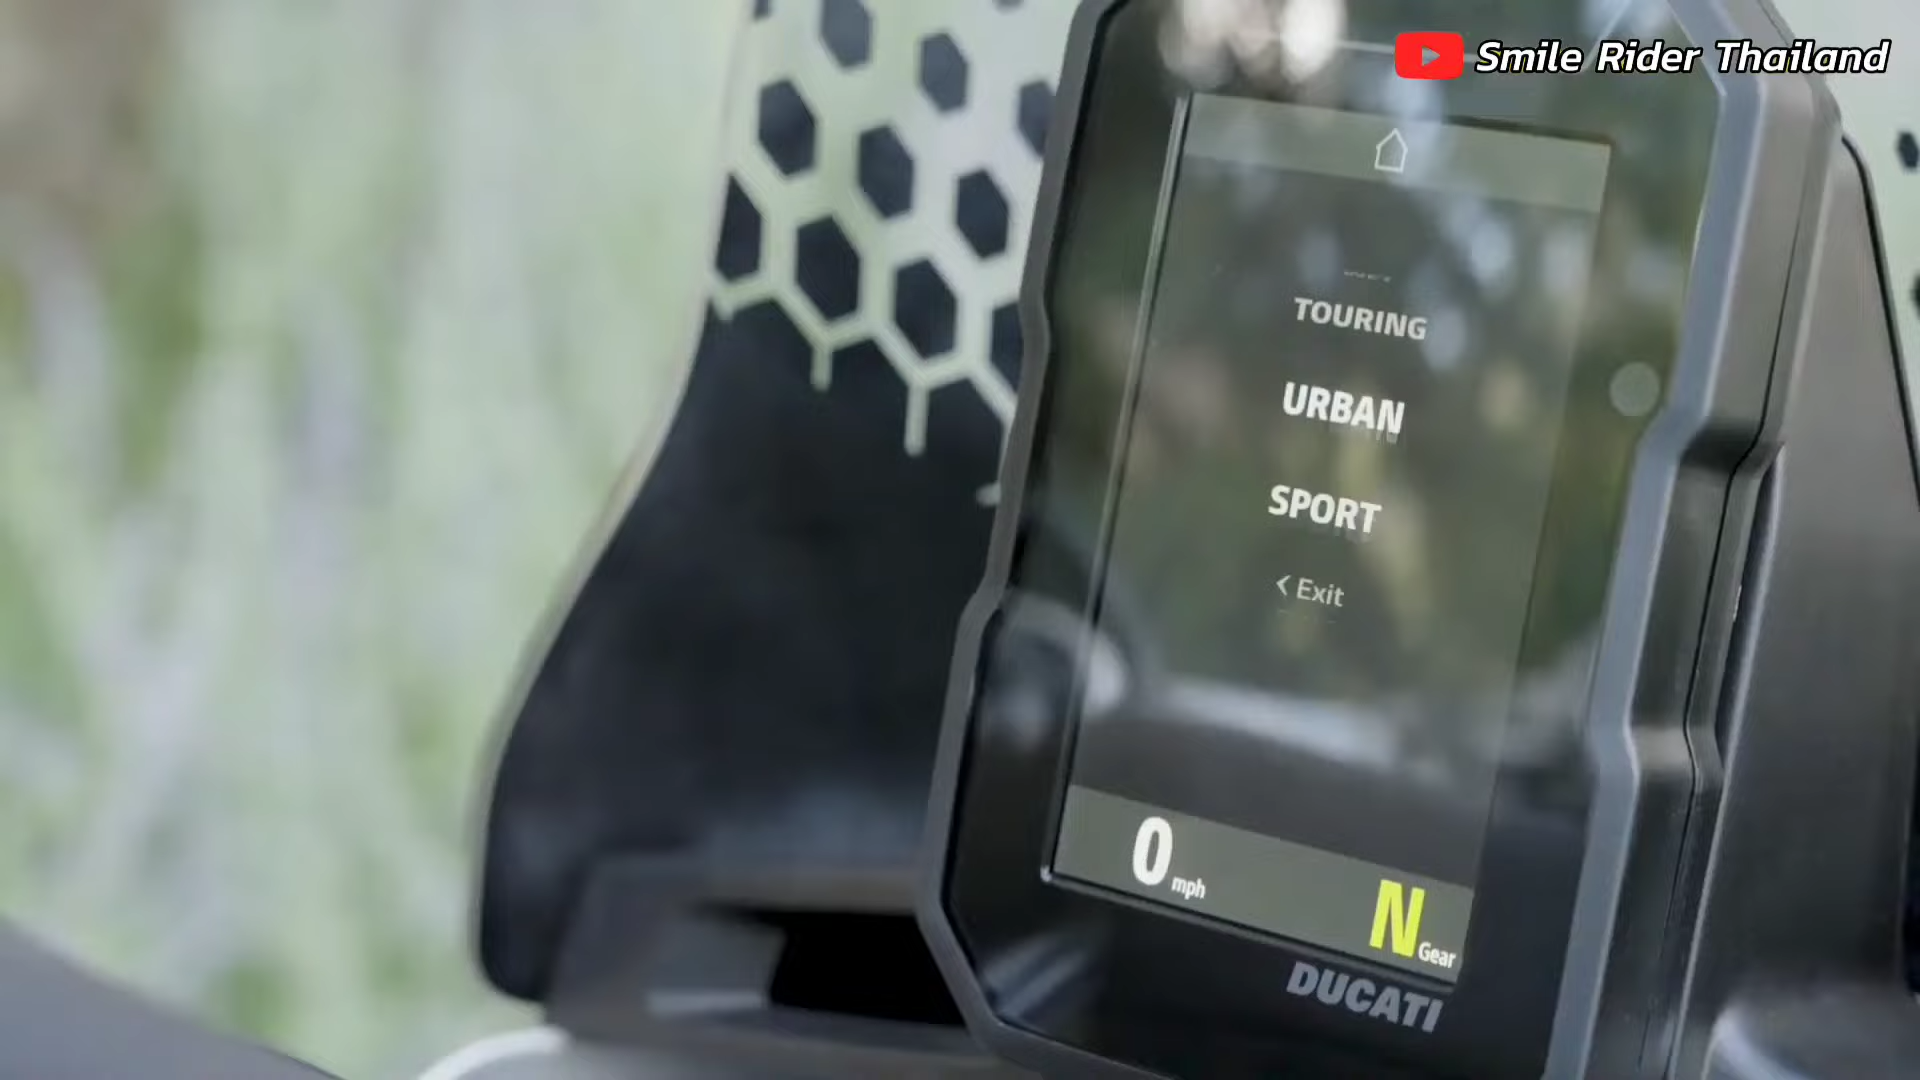 Smile Rider Thailand
TOURING
URBAN
SPORT
< Exit
0 mph
N Gear
DUCATI